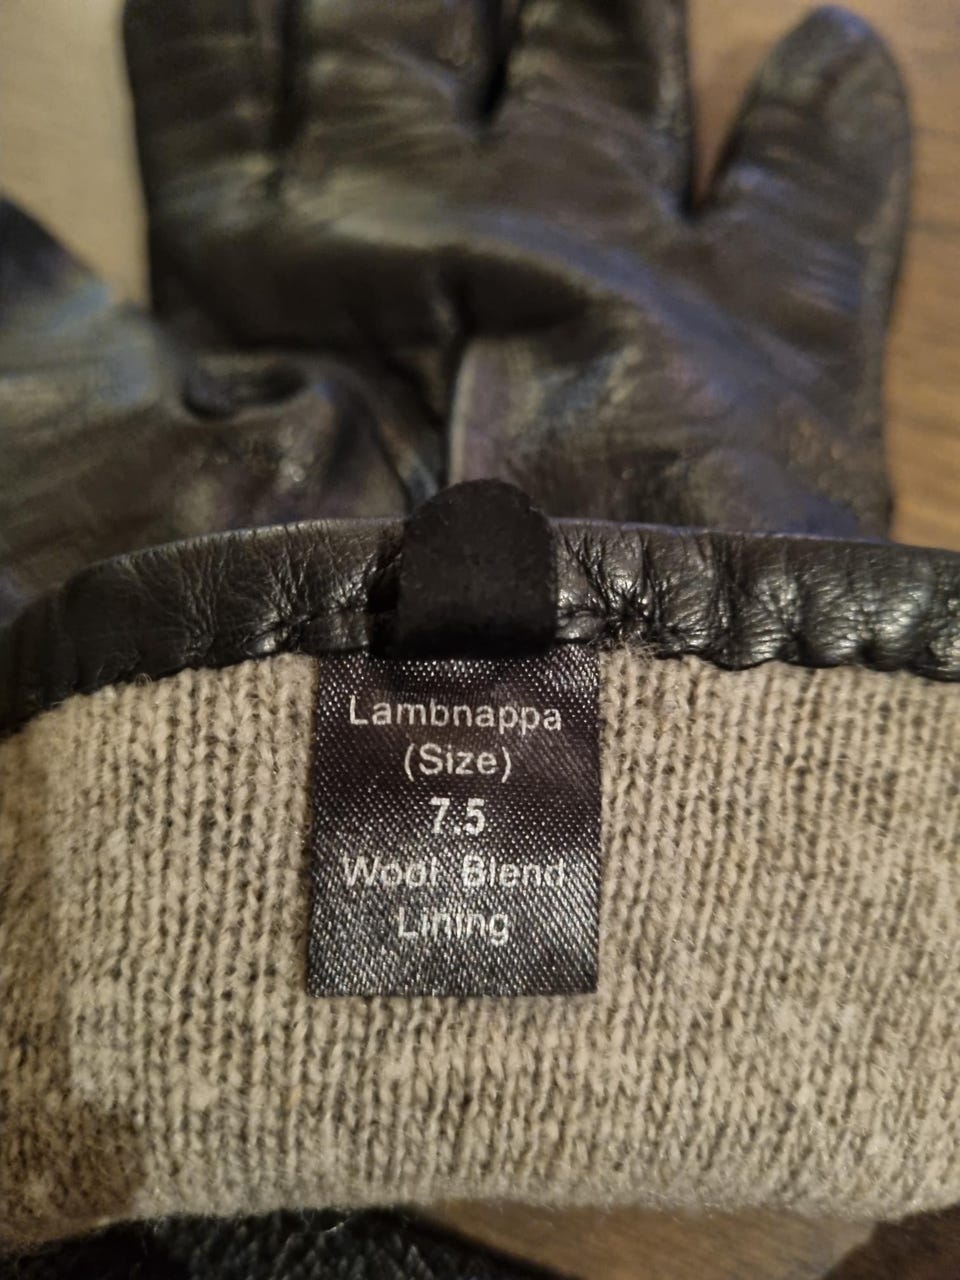 Lambnappa
(Size)
7.5
Wool Blend
Lining